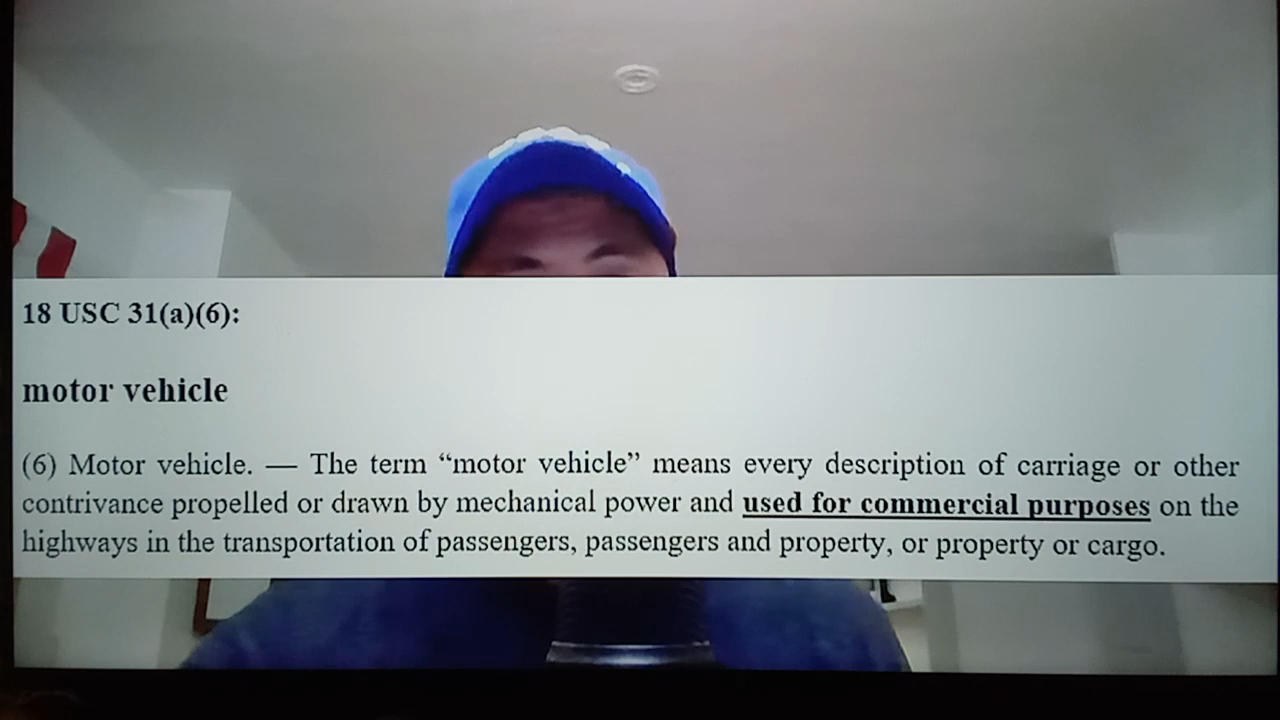 18 USC 31(a)(6):
motor vehicle
(6) Motor vehicle. — The term “motor vehicle” means every description of carriage or other
contrivance propelled or drawn by mechanical power and used for commercial purposes on the
highways in the transportation of passengers, passengers and property, or property or cargo.